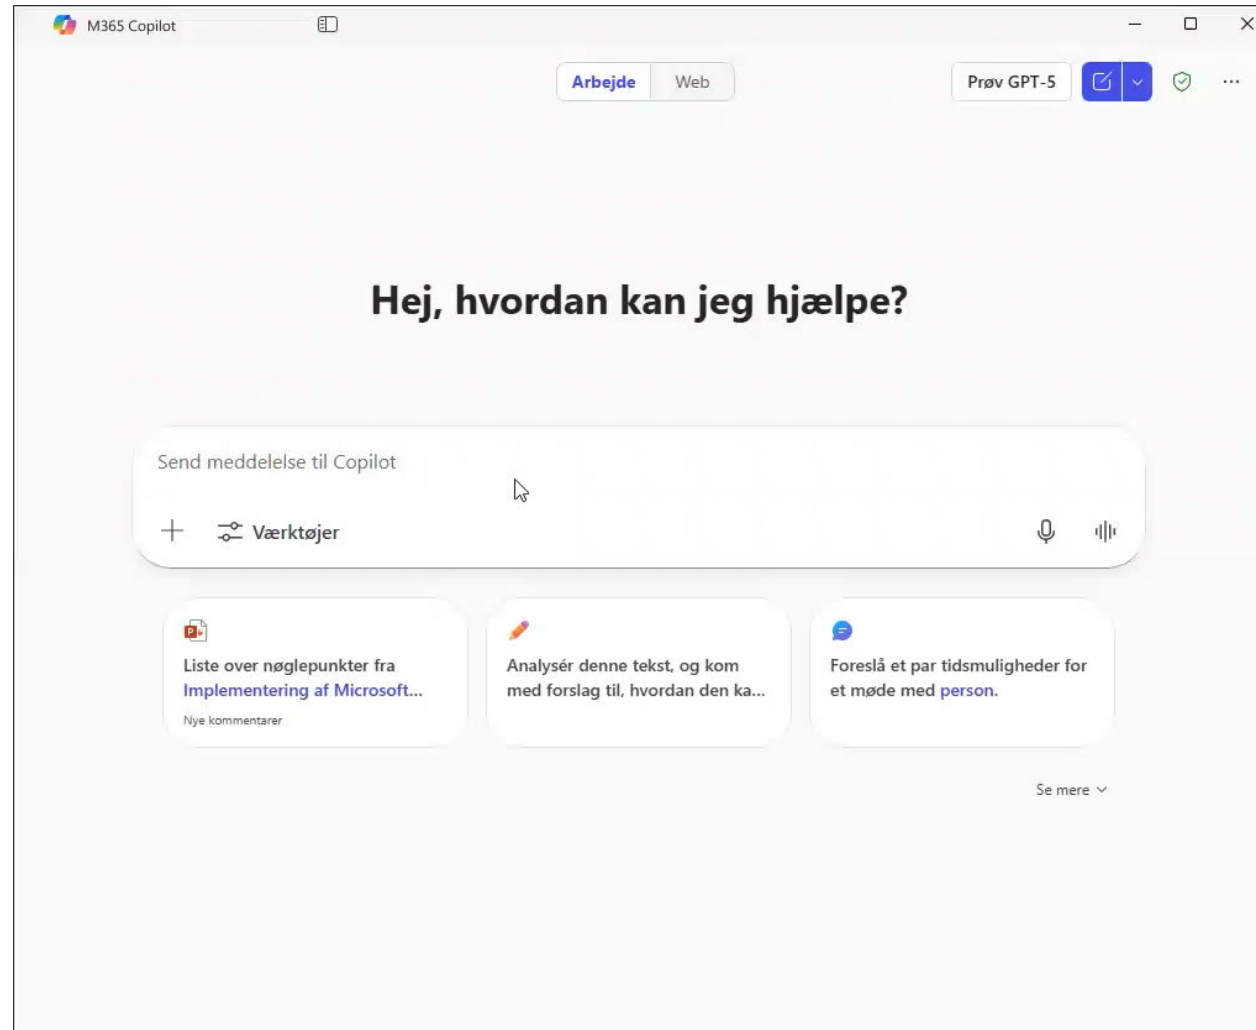 M365 Copilot
Arbejde
Web
Prøv GPT-5
Hej, hvordan kan jeg hjælpe?
Send meddelelse til Copilot
Værktøjer
Liste over nøglepunkter fra
Implementering af Microsoft...
Nye kommentarer
Analysér denne tekst, og kom
med forslag til, hvordan den ka...
Foreslå et par tidsmuligheder for
et møde med person.
Se mere